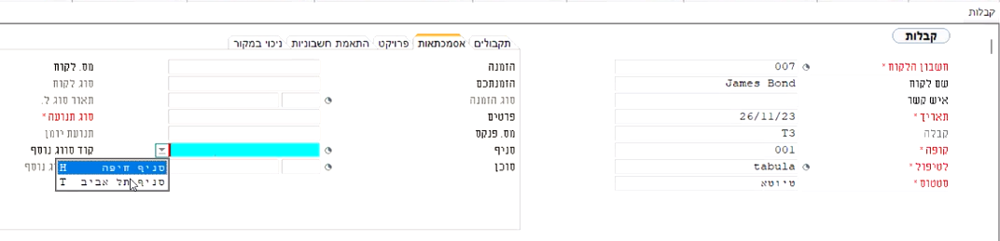 קבלות
קבלות
חשבון הלקוח * 007
שם לקוח James Bond
איש קשר
תאריך * 26/11/23
קבלה T3
קופה * 001
לטיפול * tabula
סטטוס * טיוטא
תקבולים אסמכתאות פרויקט התאמת חשבוניות ניכוי במקור
הזמנה
הזמנתכם
סוג הזמנה
פרטים
מס. פנקס
סניף
סוכן
מס. לקוח
סוג לקוח
תאור סוג ל.
סוג תנועה *
תנועת יומן
קוד סווג נוסף
סניף חיפה H
סניף תל אביב T
נוסף